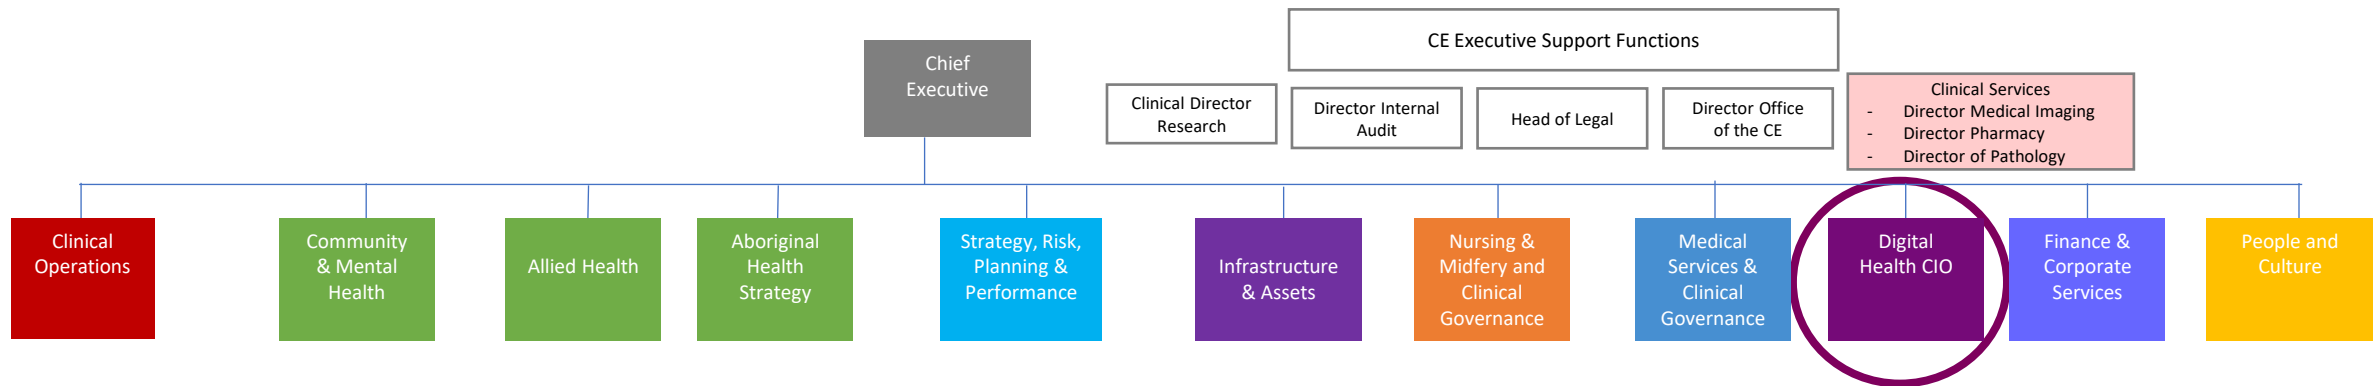 CE Executive Support Functions
Chief
Executive
Clinical Director
Research
Director Internal
Audit
Head of Legal
Director Office
of the CE
Clinical Services
- Director Medical Imaging
- Director Pharmacy
- Director of Pathology
Clinical
Operations
Community
& Mental
Health
Allied Health
Aboriginal
Health
Strategy
Strategy, Risk,
Planning &
Performance
Infrastructure
& Assets
Nursing &
Midfery and
Clinical
Governance
Medical
Services &
Clinical
Governance
Digital
Health CIO
Finance &
Corporate
Services
People and
Culture